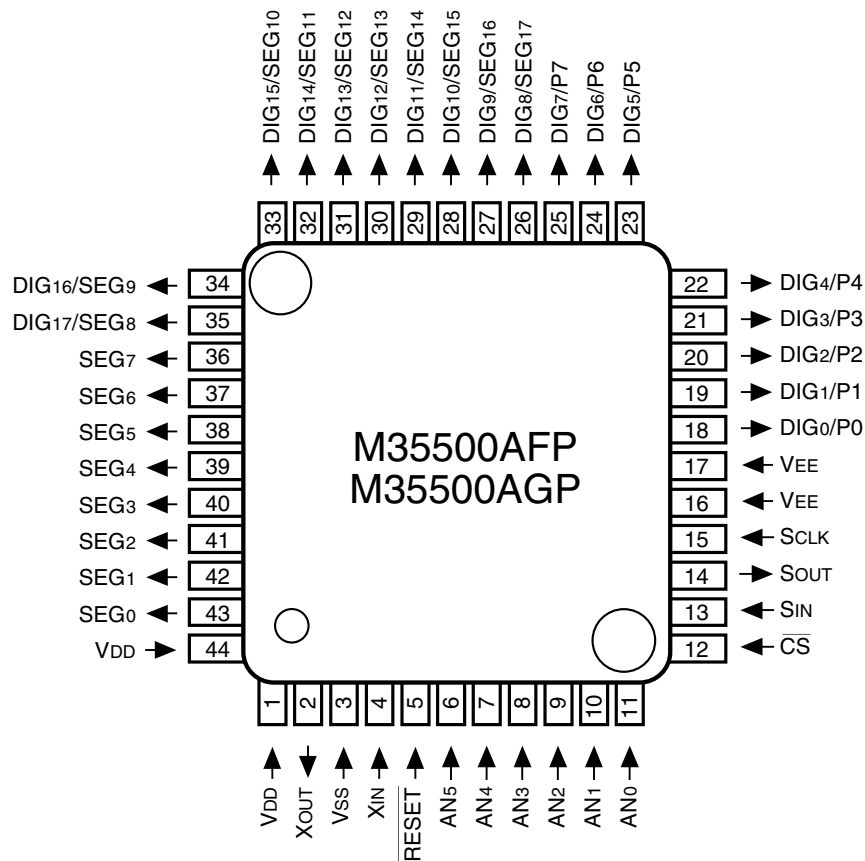 DIG15/SEG10
DIG14/SEG11
DIG13/SEG12
DIG12/SEG13
DIG11/SEG14
DIG10/SEG15
DIG9/SEG16
DIG8/SEG17
DIG7/P7
DIG6/P6
DIG5/P5
33
32
31
30
29
28
27
26
25
24
23
DIG16/SEG9 34
DIG17/SEG8 35
SEG7 36
SEG6 37
SEG5 38
SEG4 39
SEG3 40
SEG2 41
SEG1 42
SEG0 43
VDD 44
M35500AFP
M35500AGP
22 DIG4/P4
21 DIG3/P3
20 DIG2/P2
19 DIG1/P1
18 DIG0/P0
17 VEE
16 VEE
15 SCLK
14 SOUT
13 SIN
12 CS
1
2
3
4
5
6
7
8
9
10
11
VDD
XOUT
VSS
XIN
RESET
AN5
AN4
AN3
AN2
AN1
AN0